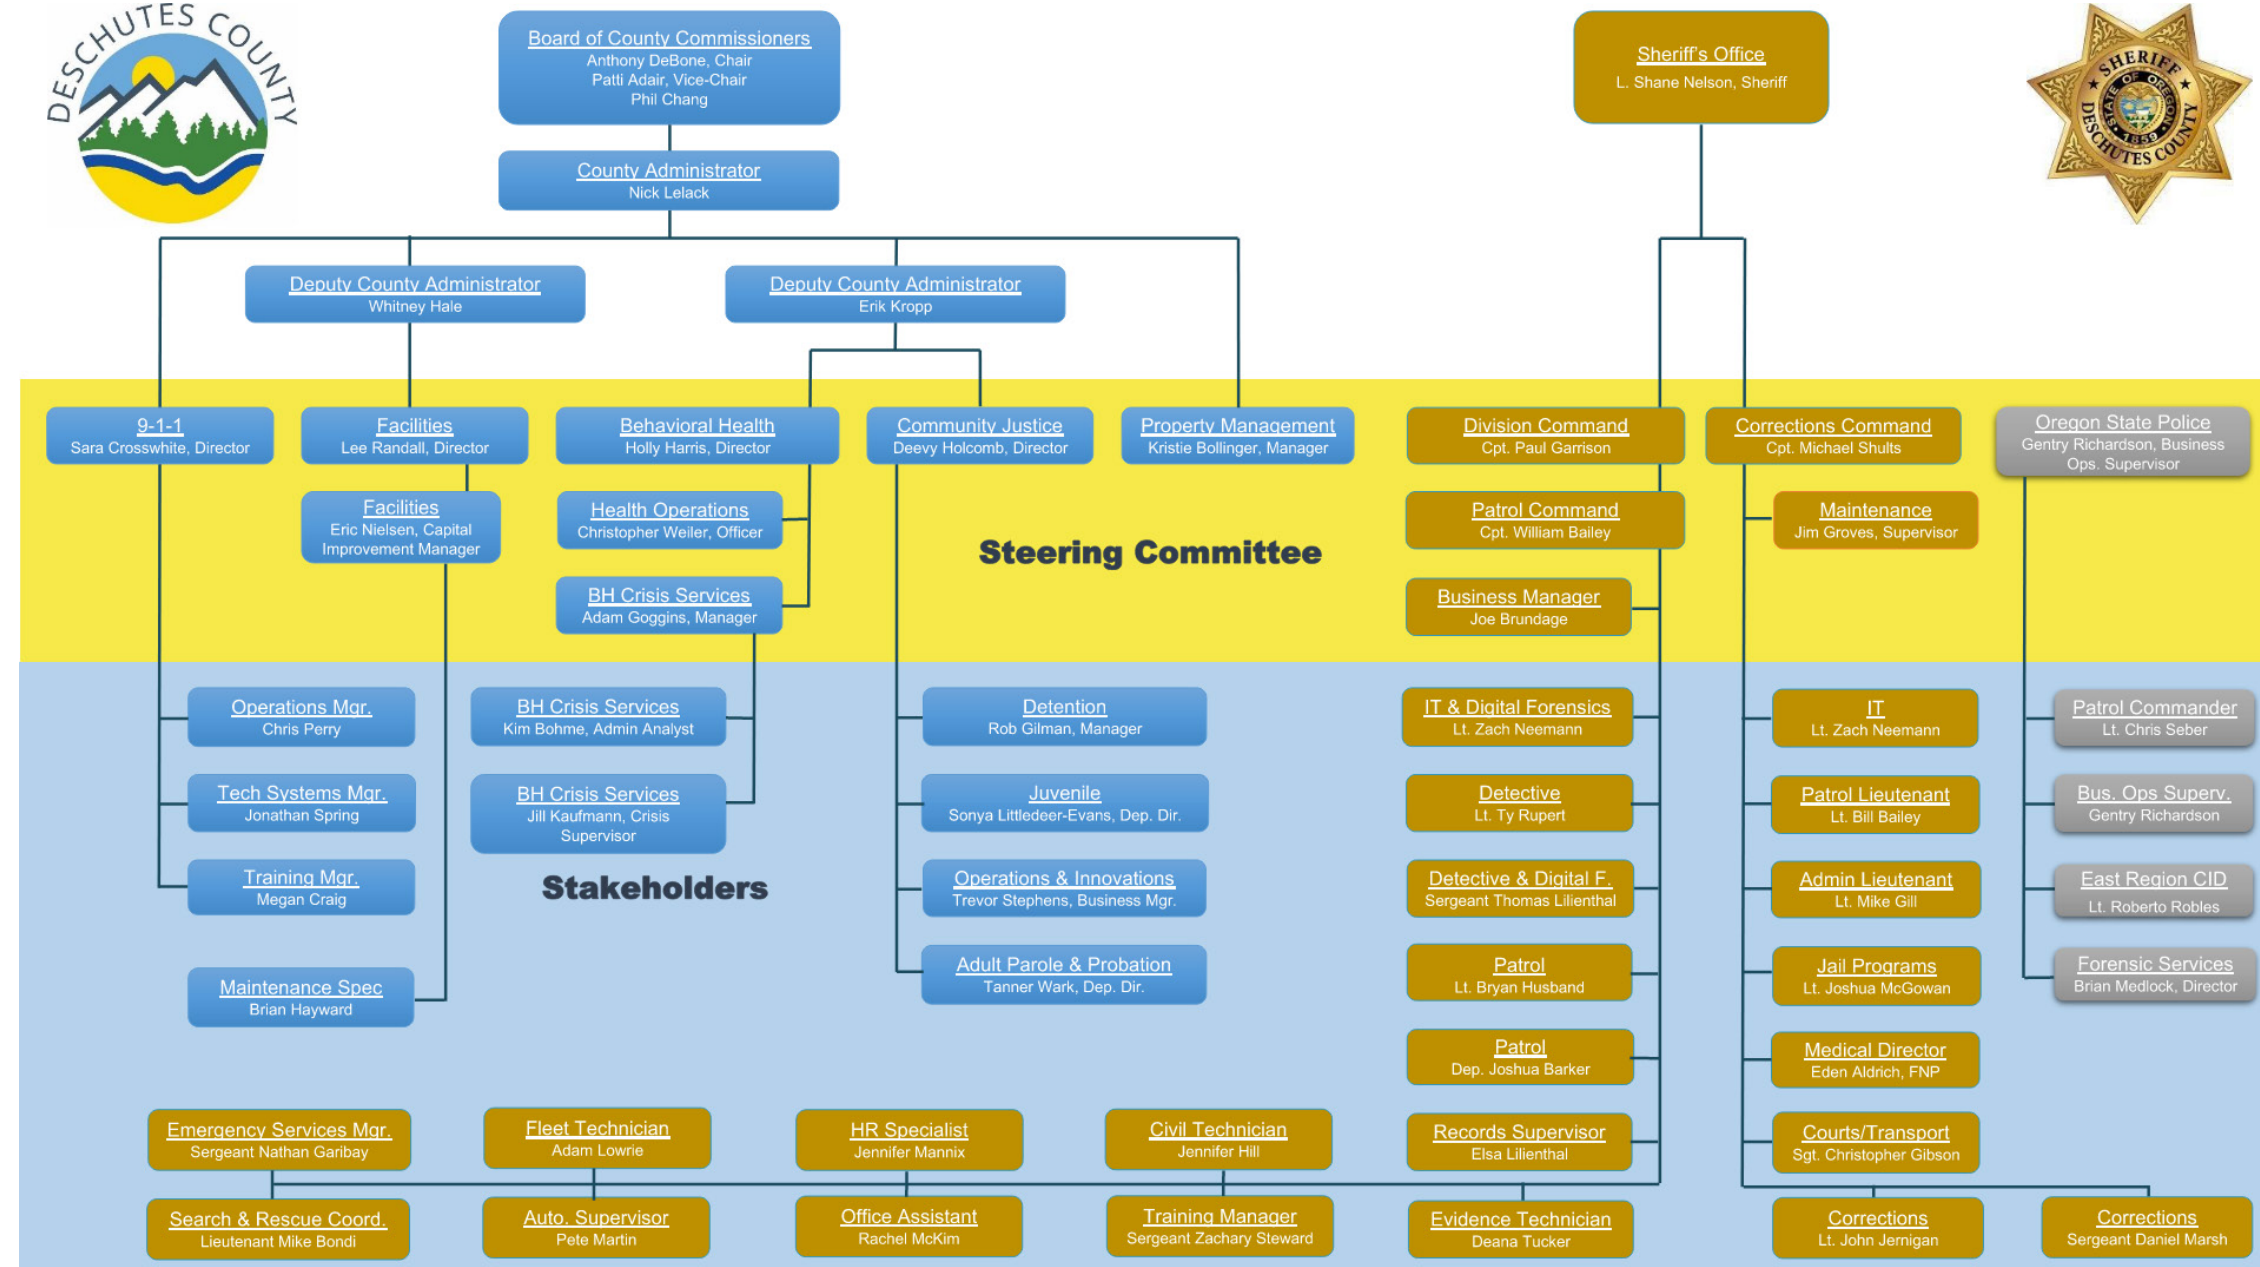 DESCHUTES COUNTY
Board of County Commissioners
Anthony DeBone, Chair
Patti Adair, Vice-Chair
Phil Chang
Sheriff's Office
L. Shane Nelson, Sheriff
SHERIFF
STATE OF OREGON
1859
DESCHUTES COUNTY
County Administrator
Nick Lelack
Deputy County Administrator
Whitney Hale
Deputy County Administrator
Erik Kropp
9-1-1
Sara Crosswhite, Director
Facilities
Lee Randall, Director
Behavioral Health
Holly Harris, Director
Community Justice
Deevy Holcomb, Director
Property Management
Kristie Bollinger, Manager
Division Command
Cpt. Paul Garrison
Corrections Command
Cpt. Michael Shults
Oregon State Police
Gentry Richardson, Business
Ops. Supervisor
Facilities
Eric Nielsen, Capital
Improvement Manager
Health Operations
Christopher Weiler, Officer
Patrol Command
Cpt. William Bailey
Maintenance
Jim Groves, Supervisor
Steering Committee
BH Crisis Services
Adam Goggins, Manager
Business Manager
Joe Brundage
Operations Mgr.
Chris Perry
BH Crisis Services
Kim Bohme, Admin Analyst
Detention
Rob Gilman, Manager
IT & Digital Forensics
Lt. Zach Neemann
IT
Lt. Zach Neemann
Patrol Commander
Lt. Chris Seber
Tech Systems Mgr.
Jonathan Spring
BH Crisis Services
Jill Kaufmann, Crisis
Supervisor
Juvenile
Sonya Littledeer-Evans, Dep. Dir.
Detective
Lt. Ty Rupert
Patrol Lieutenant
Lt. Bill Bailey
Bus. Ops Superv.
Gentry Richardson
Training Mgr.
Megan Craig
Stakeholders
Operations & Innovations
Trevor Stephens, Business Mgr.
Detective & Digital F.
Sergeant Thomas Lilienthal
Admin Lieutenant
Lt. Mike Gill
East Region CID
Lt. Roberto Robles
Maintenance Spec
Brian Hayward
Adult Parole & Probation
Tanner Wark, Dep. Dir.
Patrol
Lt. Bryan Husband
Jail Programs
Lt. Joshua McGowan
Forensic Services
Brian Medlock, Director
Patrol
Dep. Joshua Barker
Medical Director
Eden Aldrich, FNP
Emergency Services Mgr.
Sergeant Nathan Garibay
Fleet Technician
Adam Lowrie
HR Specialist
Jennifer Mannix
Civil Technician
Jennifer Hill
Records Supervisor
Elsa Lilienthal
Courts/Transport
Sgt. Christopher Gibson
Search & Rescue Coord.
Lieutenant Mike Bondi
Auto. Supervisor
Pete Martin
Office Assistant
Rachel McKim
Training Manager
Sergeant Zachary Steward
Evidence Technician
Deana Tucker
Corrections
Lt. John Jernigan
Corrections
Sergeant Daniel Marsh